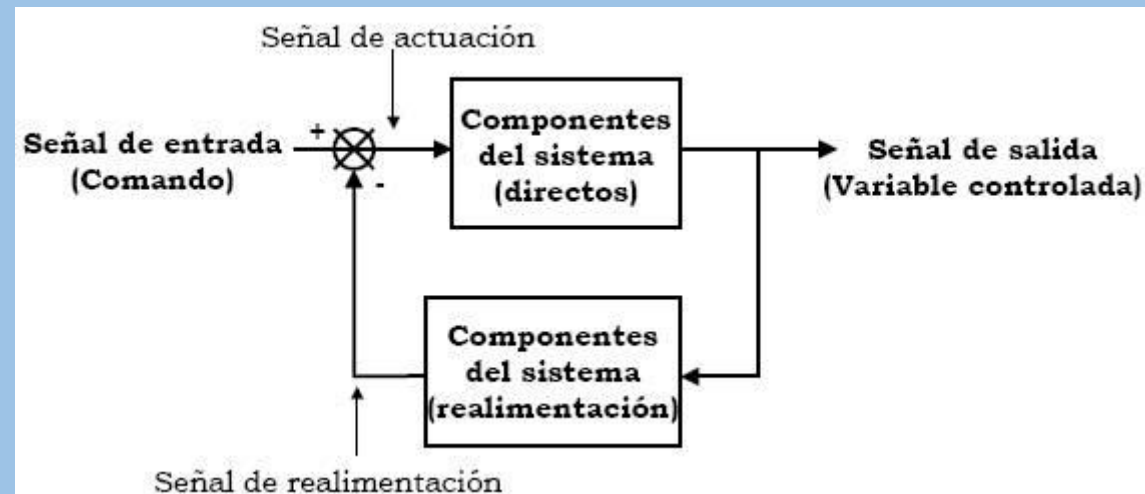 Señal de actuación
Señal de entrada
(Comando)
+
-
Componentes
del sistema
(directos)
Señal de salida
(Variable controlada)
Componentes
del sistema
(realimentación)
Señal de realimentación